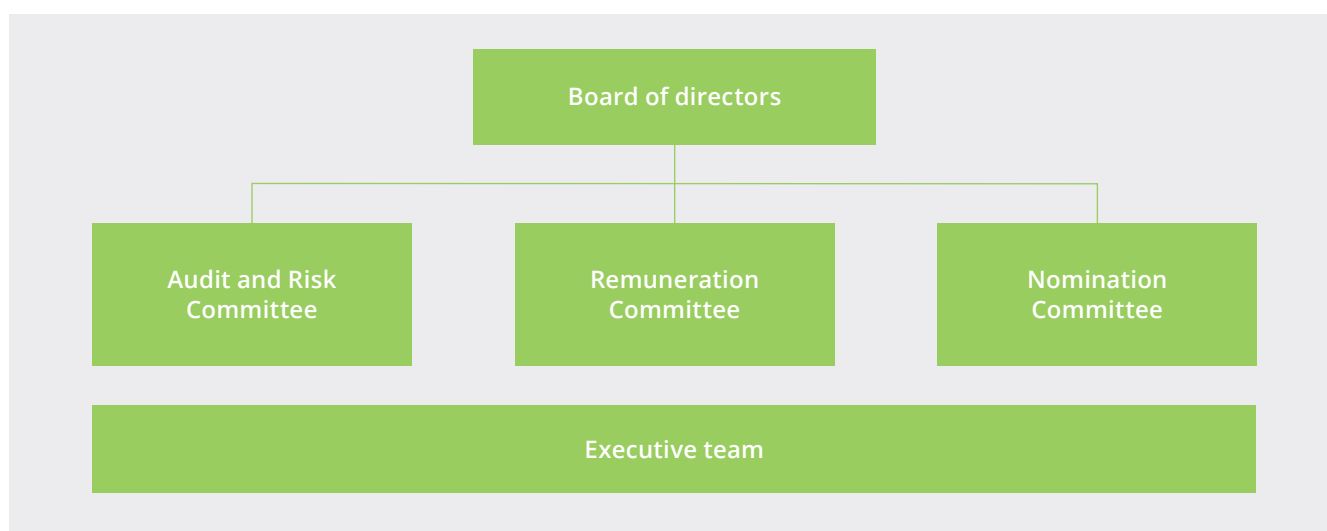 Board of directors
Audit and Risk
Committee
Remuneration
Committee
Nomination
Committee
Executive team